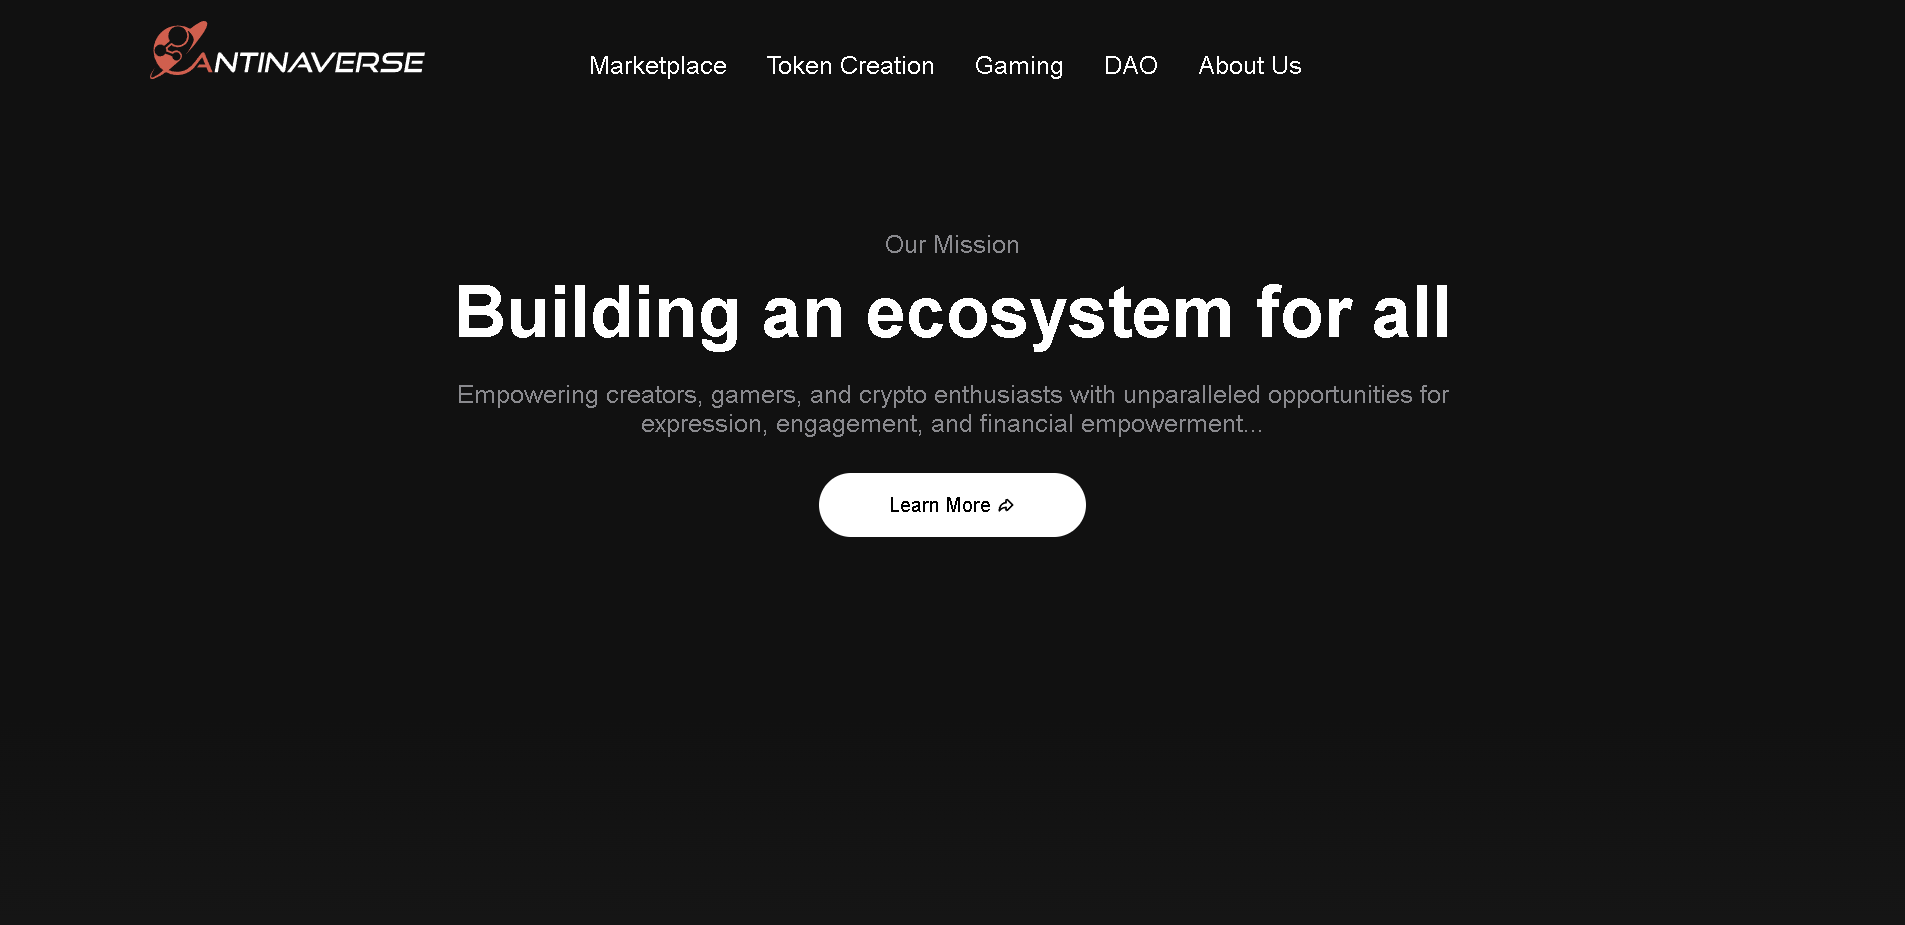 ANTINAVERSE
Marketplace Token Creation Gaming DAO About Us
Our Mission
Building an ecosystem for all
Empowering creators, gamers, and crypto enthusiasts with unparalleled opportunities for
expression, engagement, and financial empowerment...
Learn More